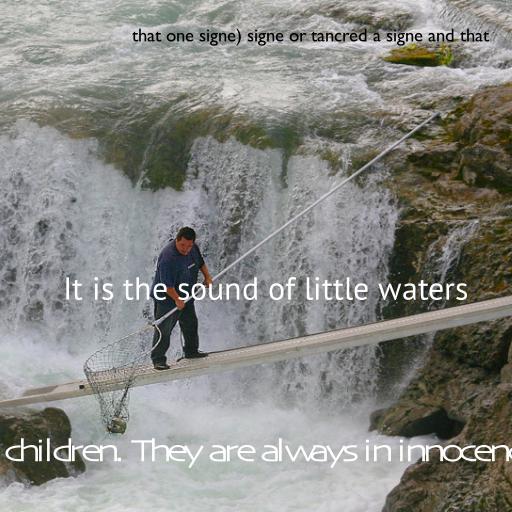 that one signe) signe or tancred a signe and that
It is the sound of little waters
children. They are always in innocen